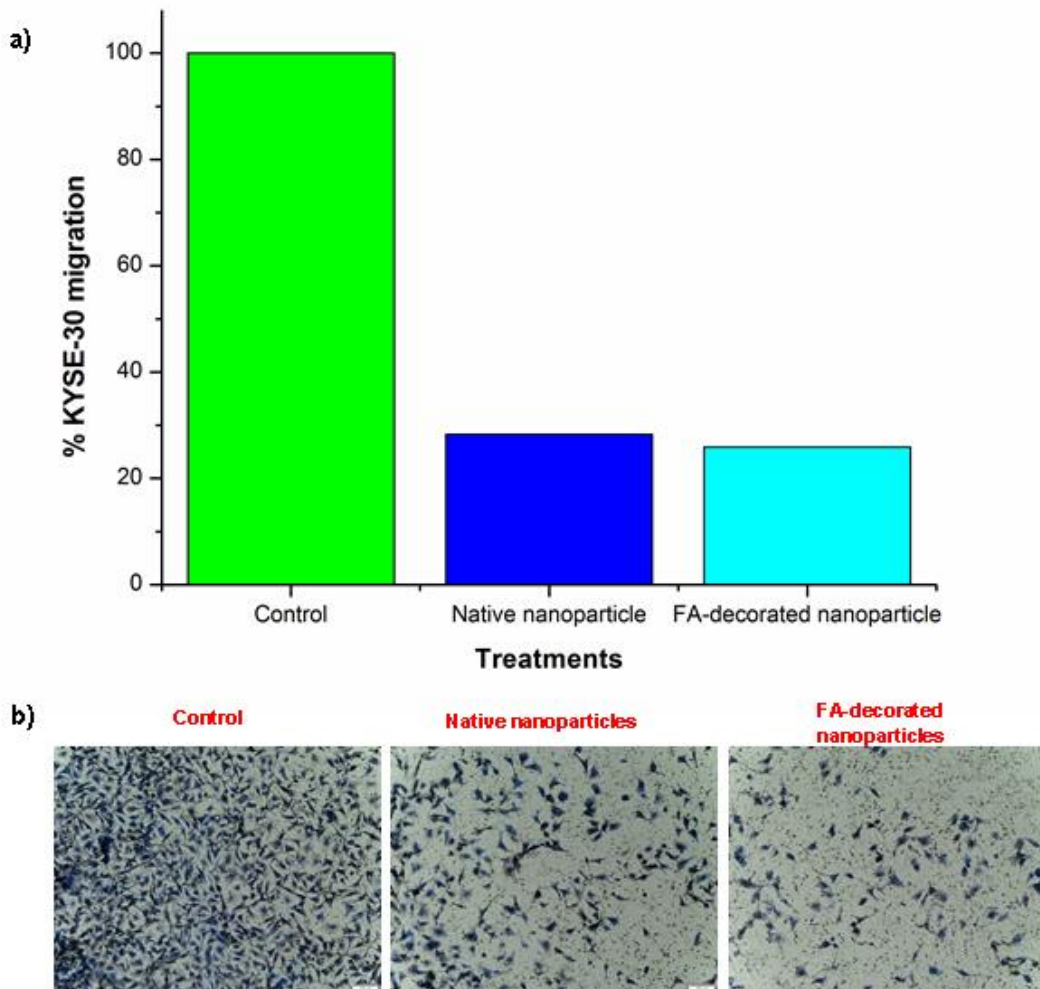 a)
100
80
60
40
20
0
% KYSE-30 migration
Control
Native nanoparticle
FA-decorated nanoparticle
Treatments
b)
Control
Native nanoparticles
FA-decorated
nanoparticles